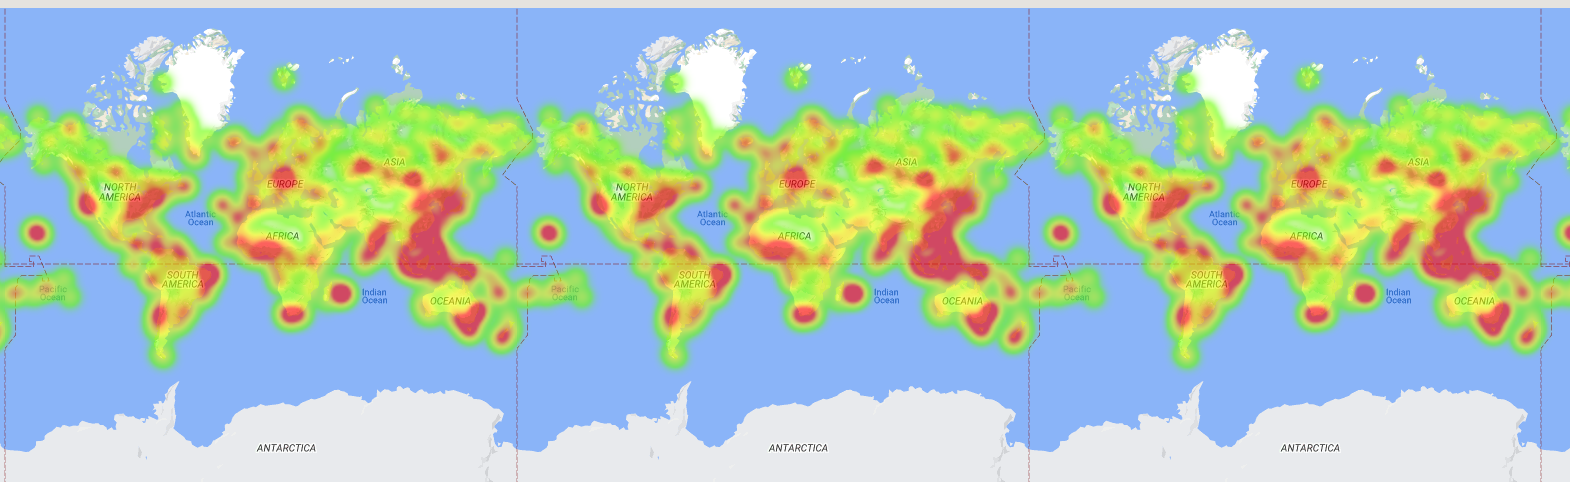 ASIA
EUROPE
NORTH
AMERICA
Atlantic
Ocean
AFRICA
SOUTH
AMERICA
Pacific
Ocean
Indian
Ocean
OCEANIA
ANTARCTICA
ASIA
EUROPE
NORTH
AMERICA
Atlantic
Ocean
AFRICA
SOUTH
AMERICA
Pacific
Ocean
Indian
Ocean
OCEANIA
ANTARCTICA
ASIA
EUROPE
NORTH
AMERICA
Atlantic
Ocean
AFRICA
SOUTH
AMERICA
Pacific
Ocean
Indian
Ocean
OCEANIA
ANTARCTICA